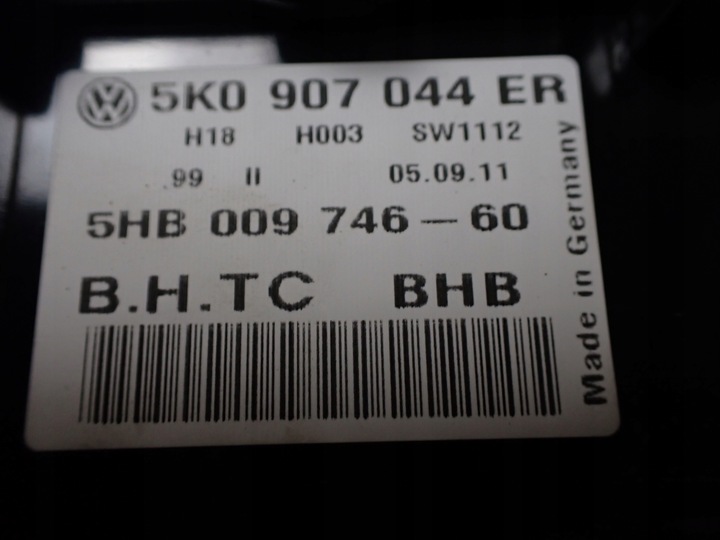 5K0 907 044 ER
H18 H003 SW1112
99 II 05.09.11
5HB 009 746-60
B.H.TC BHB
Made in Germany